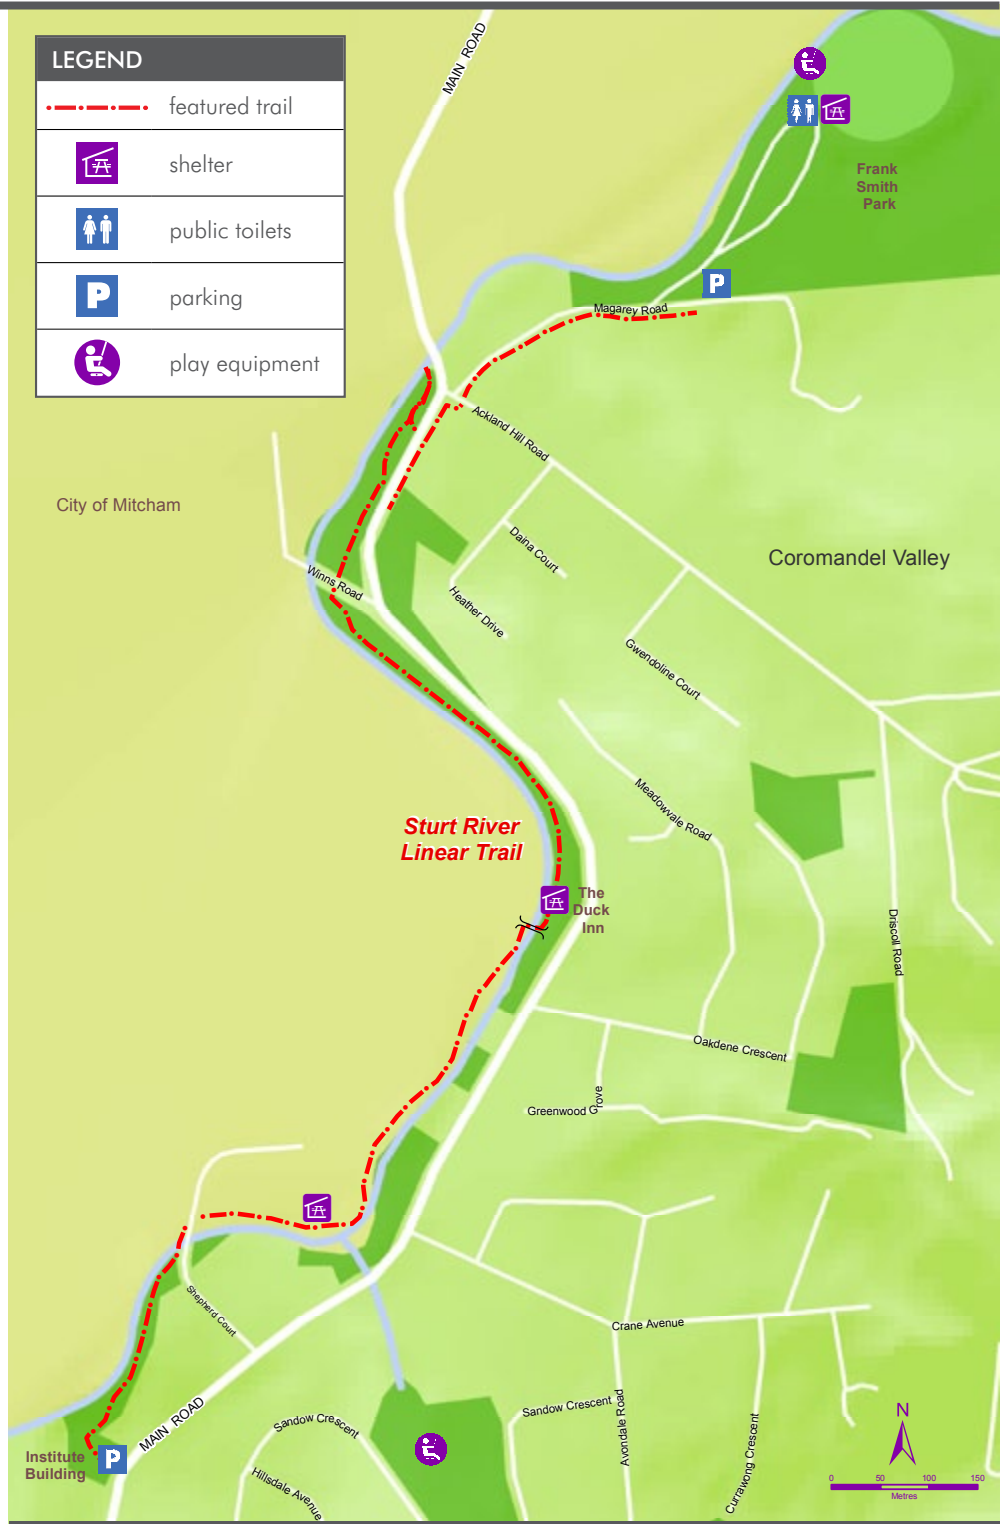 LEGEND
featured trail
shelter
public toilets
P
parking
play equipment
MAIN ROAD
Frank
Smith
Park
P
Magarey Road
Ackland Hill Road
City of Mitcham
Daina Court
Coromandel Valley
Winns Road
Heather Drive
Gwendoline Court
Meadowvale Road
Sturt River
Linear Trail
The
Duck
Inn
Driscoll Road
Oakdene Crescent
Greenwood Grove
Shepherd Court
Crane Avenue
MAIN ROAD
Sandow Crescent
Sandow Crescent
Avondale Road
Currawong Crescent
Hillsdale Avenue
Institute
Building
P
N
0 50 100 150
Metres